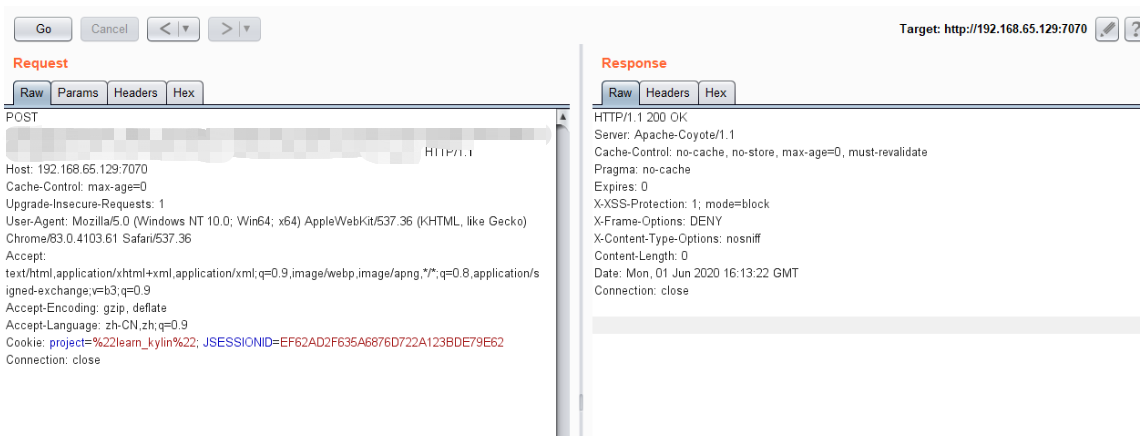 Go Cancel < > Target: http://192.168.65.129:7070 ?
Request
Raw Params Headers Hex
POST
HTTP/1.1
Host: 192.168.65.129:7070
Cache-Control: max-age=0
Upgrade-Insecure-Requests: 1
User-Agent: Mozilla/5.0 (Windows NT 10.0; Win64; x64) AppleWebKit/537.36 (KHTML, like Gecko)
Chrome/83.0.4103.61 Safari/537.36
Accept:
text/html,application/xhtml+xml,application/xml;q=0.9,image/webp,image/apng,*/*;q=0.8,application/s
igned-exchange;v=b3;q=0.9
Accept-Encoding: gzip, deflate
Accept-Language: zh-CN,zh;q=0.9
Cookie: project=%22learn_kylin%22; JSESSIONID=EF62AD2F635A6876D722A123BDE79E62
Connection: close
Response
Raw Headers Hex
HTTP/1.1 200 OK
Server: Apache-Coyote/1.1
Cache-Control: no-cache, no-store, max-age=0, must-revalidate
Pragma: no-cache
Expires: 0
X-XSS-Protection: 1; mode=block
X-Frame-Options: DENY
X-Content-Type-Options: nosniff
Content-Length: 0
Date: Mon, 01 Jun 2020 16:13:22 GMT
Connection: close